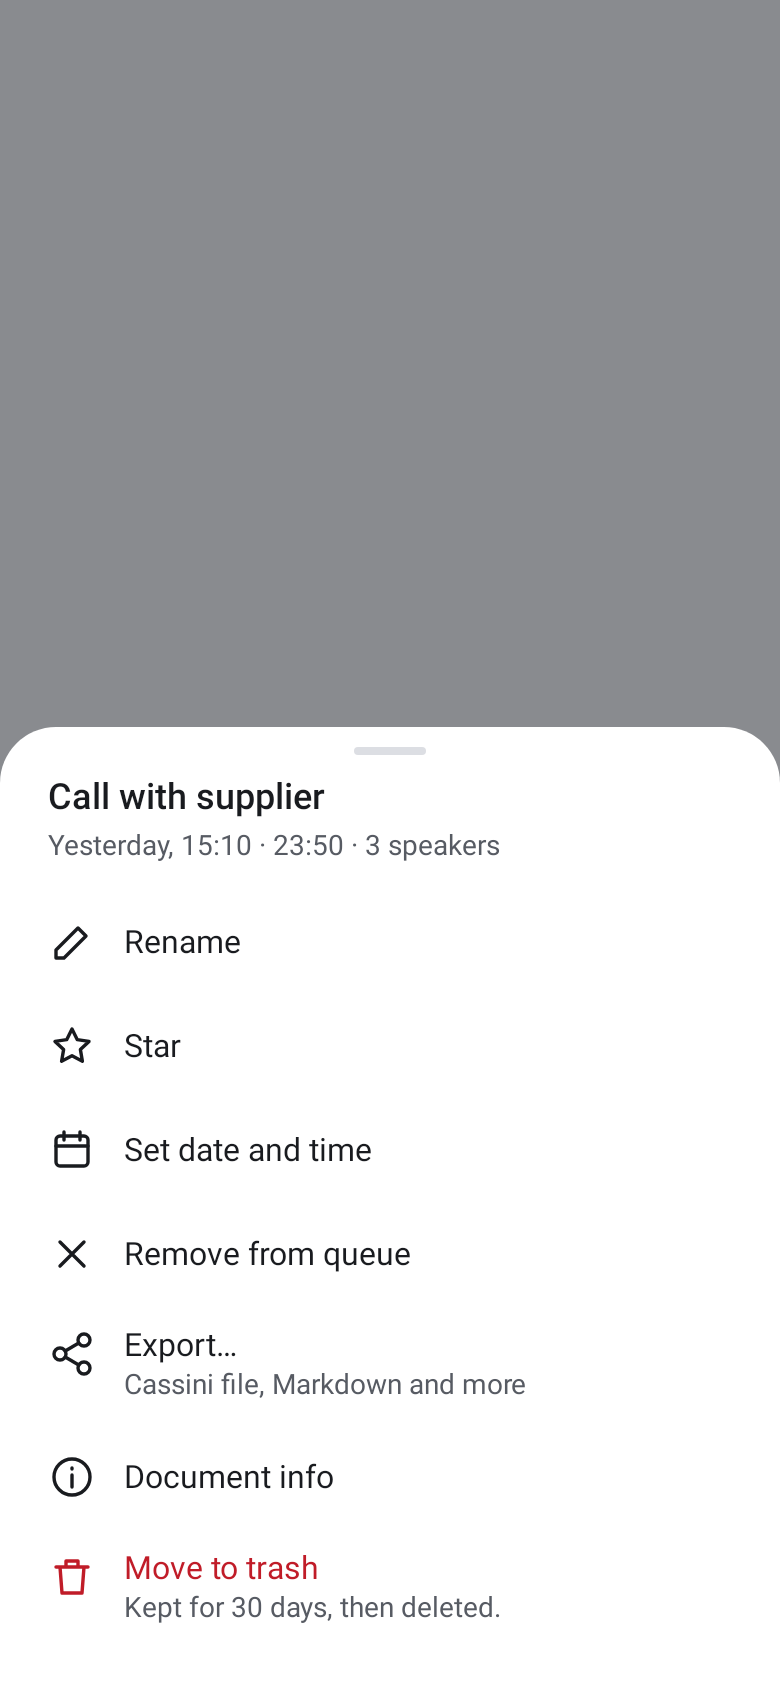 Call with supplier
Yesterday, 15:10 · 23:50 · 3 speakers
Rename
Star
Set date and time
Remove from queue
Export…
Cassini file, Markdown and more
Document info
Move to trash
Kept for 30 days, then deleted.